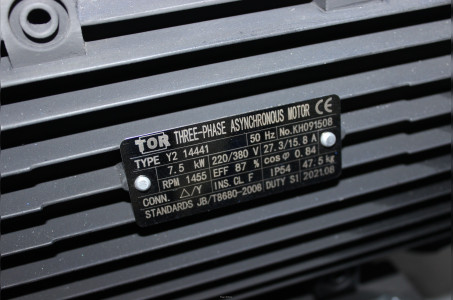 TOR THREE-PHASE ASYNCHRONOUS MOTOR CE
TYPE Y2 14441 50 Hz No.KH091508
7.5 kW 220/380 V 27.3/15.8 A
RPM 1455 EFF 87 % cos φ 0.84
CONN. △/Y INS. CL F IP54 47.5 kg
STANDARDS JB/T8680-2006 DUTY S1 2021.06